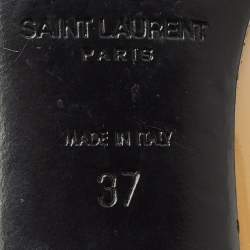 SAINT LAURENT
PARIS
MADE IN ITALY
37